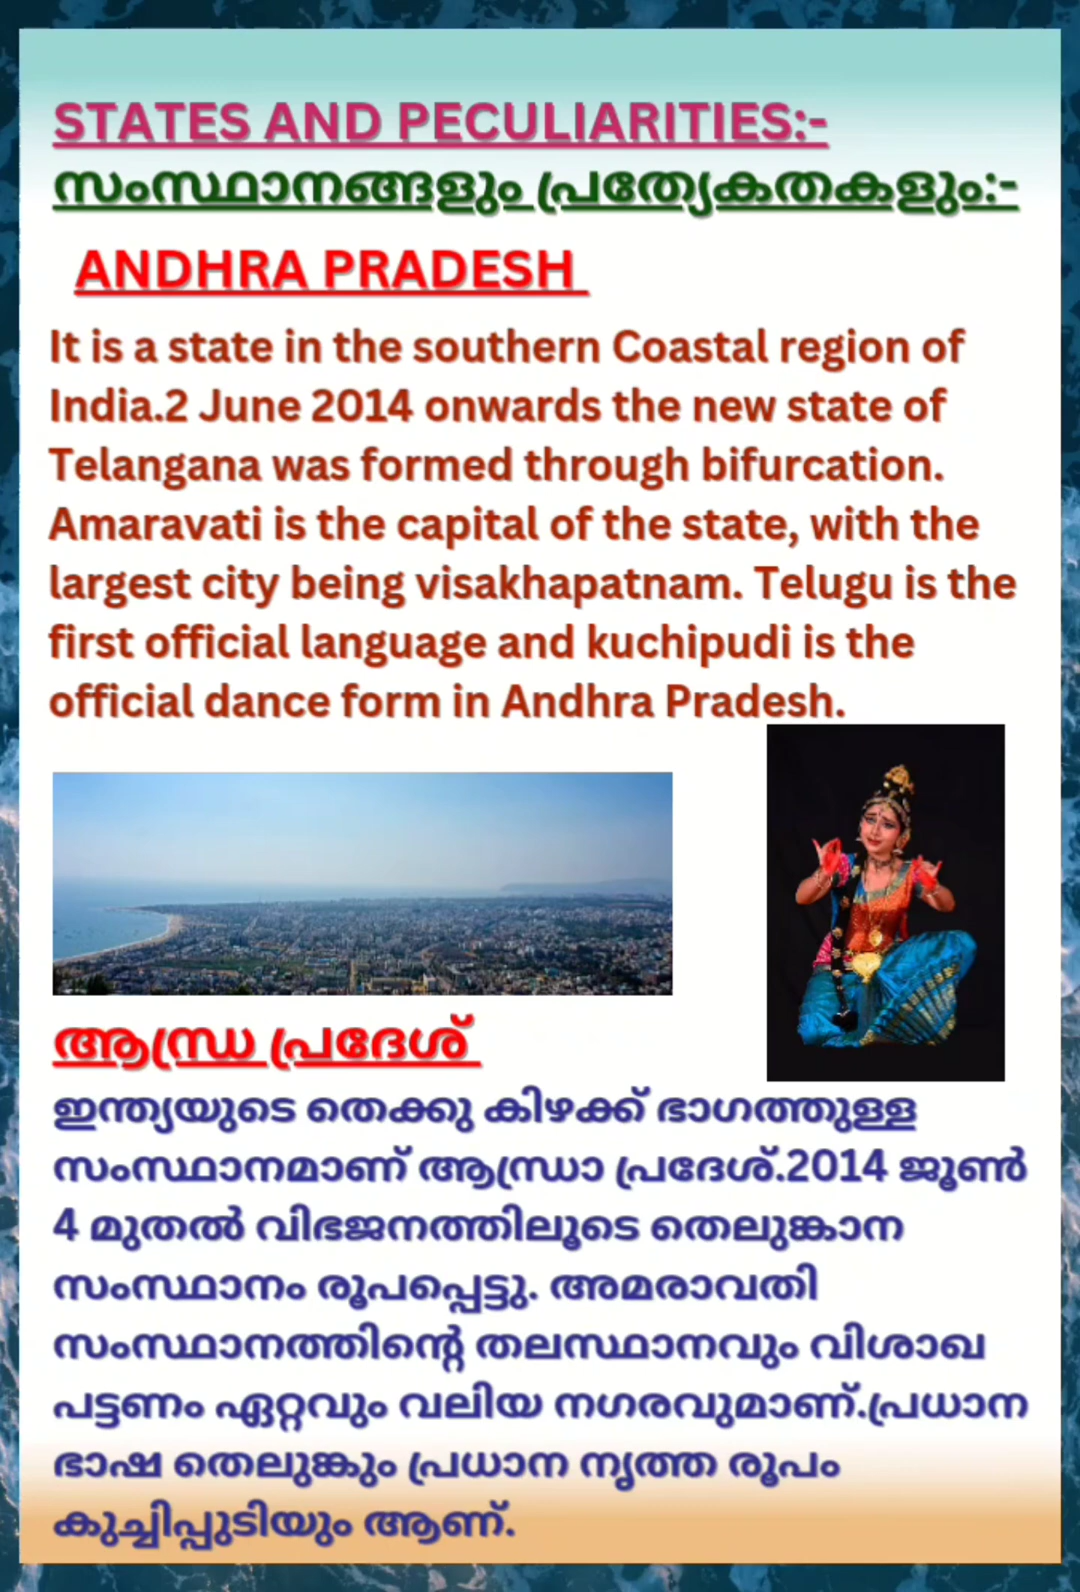 STATES AND PECULIARITIES:-
സംസ്ഥാനങ്ങളും പ്രത്യേകതകളും:-
ANDHRA PRADESH
It is a state in the southern Coastal region of
India.2 June 2014 onwards the new state of
Telangana was formed through bifurcation.
Amaravati is the capital of the state, with the
largest city being visakhapatnam. Telugu is the
first official language and kuchipudi is the
official dance form in Andhra Pradesh.
ആന്ധ്ര പ്രദേശ്
ഇന്ത്യയുടെ തെക്കു കിഴക്ക് ഭാഗത്തുള്ള
സംസ്ഥാനമാണ് ആന്ധ്രാ പ്രദേശ്.2014 ജൂൺ
4 മുതൽ വിഭജനത്തിലൂടെ തെലുങ്കാന
സംസ്ഥാനം രൂപപ്പെട്ടു. അമരാവതി
സംസ്ഥാനത്തിന്റെ തലസ്ഥാനവും വിശാഖ
പട്ടണം ഏറ്റവും വലിയ നഗരവുമാണ്.പ്രധാന
ഭാഷ തെലുങ്കും പ്രധാന നൃത്ത രൂപം
കുച്ചിപ്പുടിയും ആണ്.